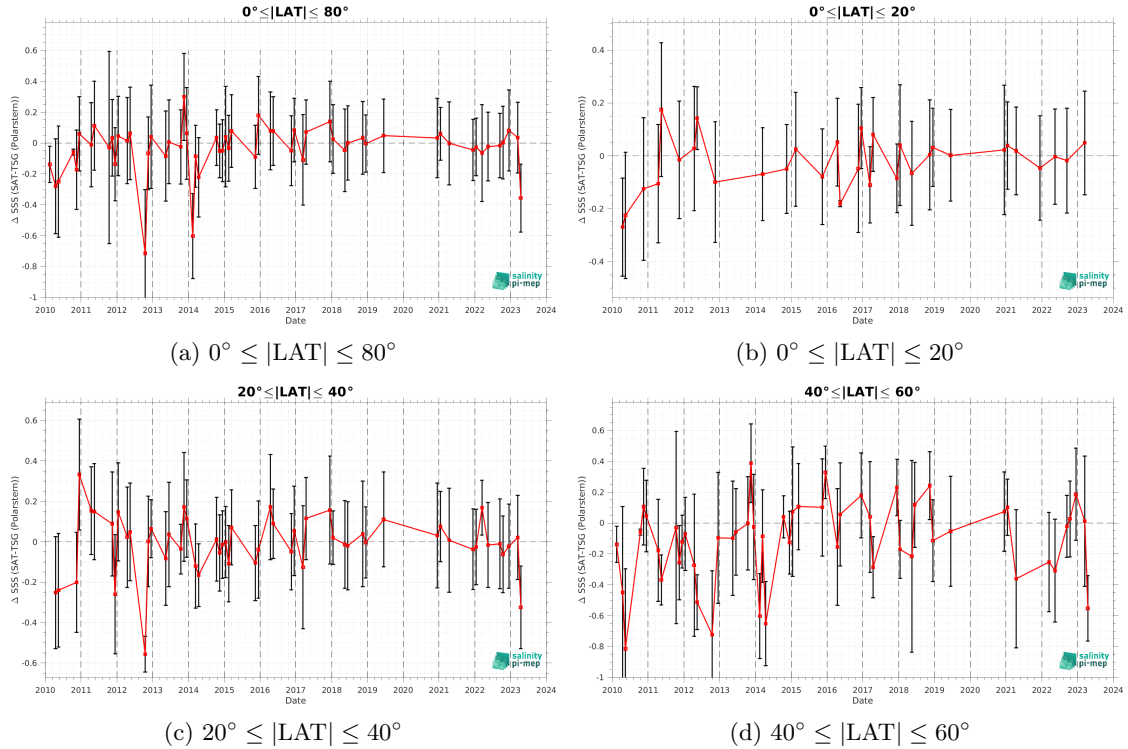 0°≤|LAT|≤ 80°
Δ SSS (SAT-TSG (Polarstern))
0.6
0.4
0.2
0
-0.2
-0.4
-0.6
-0.8
-1
2010 2011 2012 2013 2014 2015 2016 2017 2018 2019 2020 2021 2022 2023 2024
Date
salinity
pi-mep
(a) 0° ≤ |LAT| ≤ 80°
0°≤|LAT|≤ 20°
Δ SSS (SAT-TSG (Polarstern))
0.4
0.2
0
-0.2
-0.4
2010 2011 2012 2013 2014 2015 2016 2017 2018 2019 2020 2021 2022 2023 2024
Date
salinity
pi-mep
(b) 0° ≤ |LAT| ≤ 20°
20°≤|LAT|≤ 40°
Δ SSS (SAT-TSG (Polarstern))
0.6
0.4
0.2
0
-0.2
-0.4
-0.6
2010 2011 2012 2013 2014 2015 2016 2017 2018 2019 2020 2021 2022 2023 2024
Date
salinity
pi-mep
(c) 20° ≤ |LAT| ≤ 40°
40°≤|LAT|≤ 60°
Δ SSS (SAT-TSG (Polarstern))
0.6
0.4
0.2
0
-0.2
-0.4
-0.6
-0.8
-1
2010 2011 2012 2013 2014 2015 2016 2017 2018 2019 2020 2021 2022 2023 2024
Date
salinity
pi-mep
(d) 40° ≤ |LAT| ≤ 60°